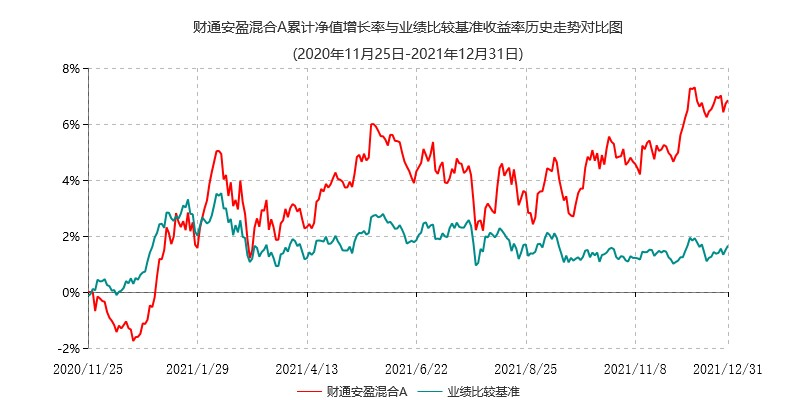 财通安盈混合A累计净值增长率与业绩比较基准收益率历史走势对比图
(2020年11月25日-2021年12月31日)
8%
6%
4%
2%
0%
-2%
2020/11/25 2021/1/29 2021/4/13 2021/6/22 2021/8/25 2021/11/8 2021/12/31
财通安盈混合A 业绩比较基准